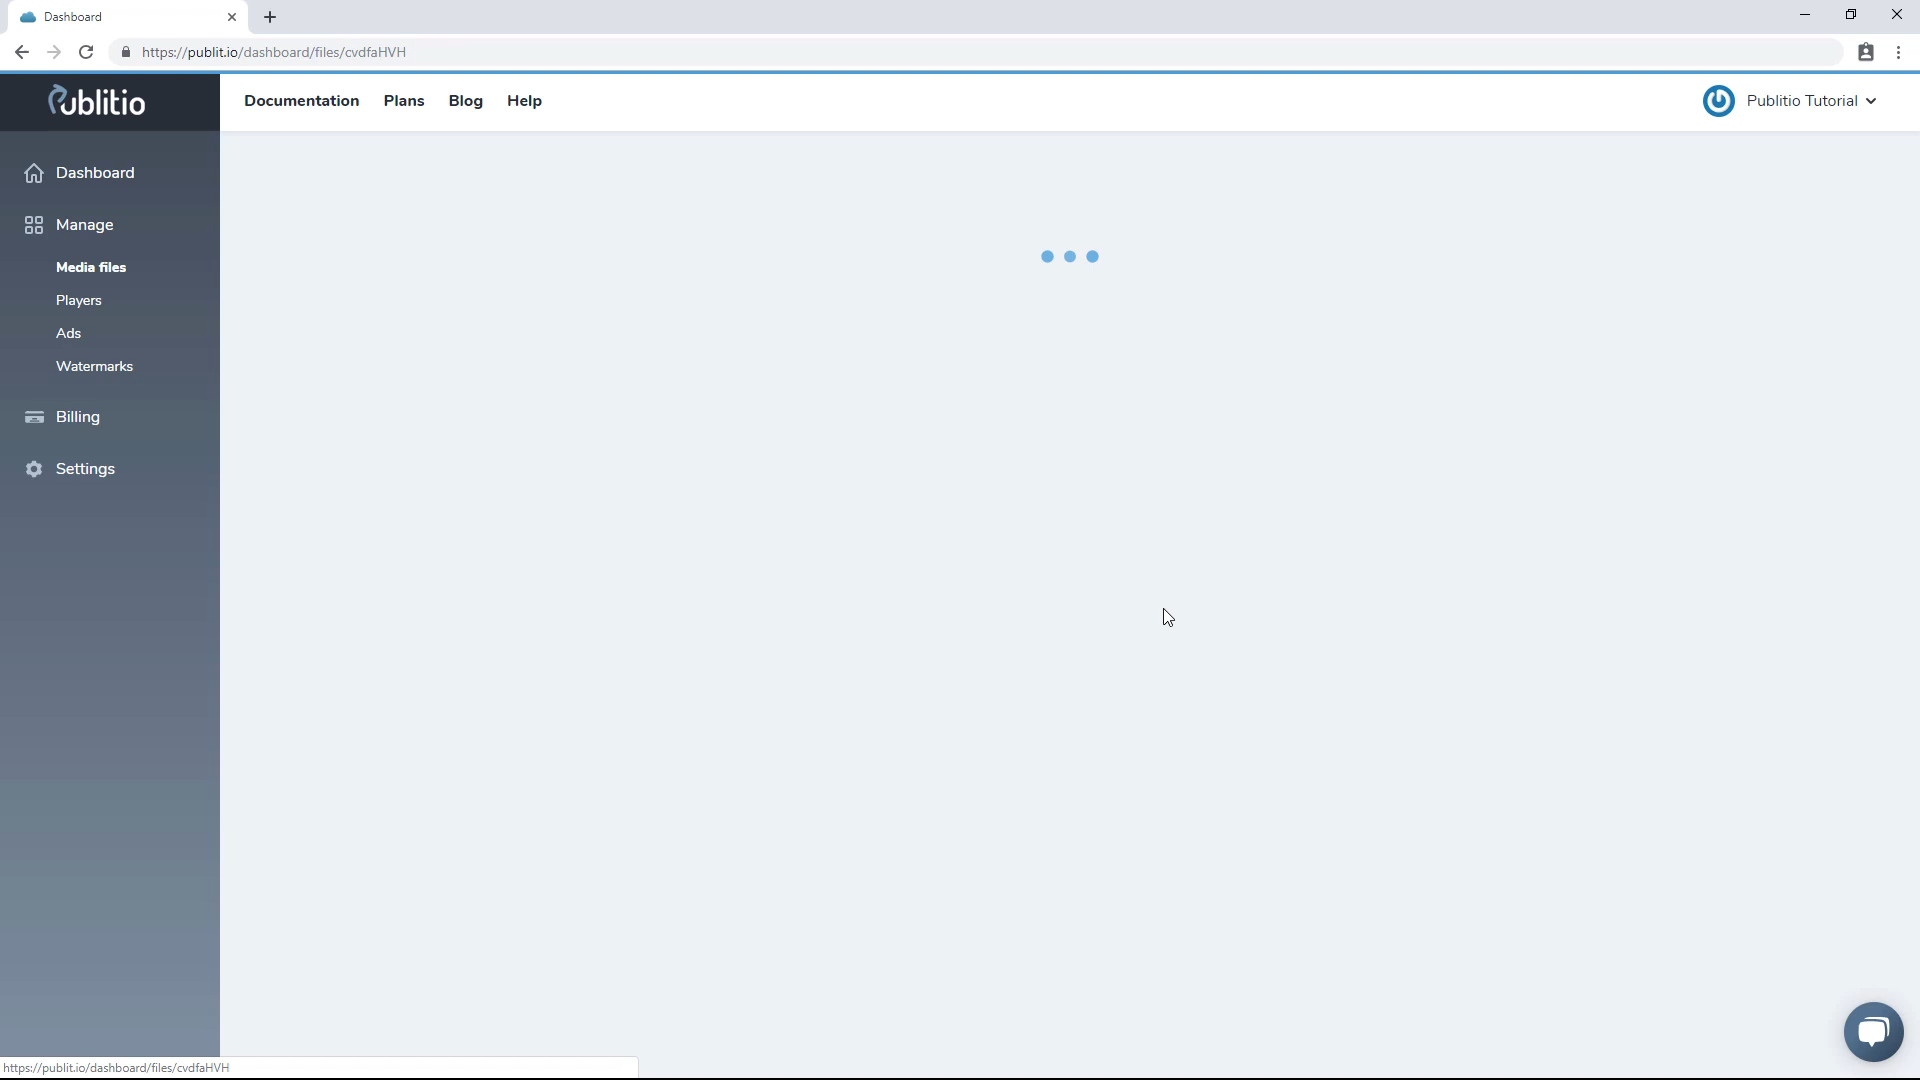 Dashboard
https://publit.io/dashboard/files/cvdfaHVH
Publitio
Documentation
Plans
Blog
Help
Publitio Tutorial
Dashboard
Manage
Media files
Players
Ads
Watermarks
Billing
Settings
https://publit.io/dashboard/files/cvdfaHVH